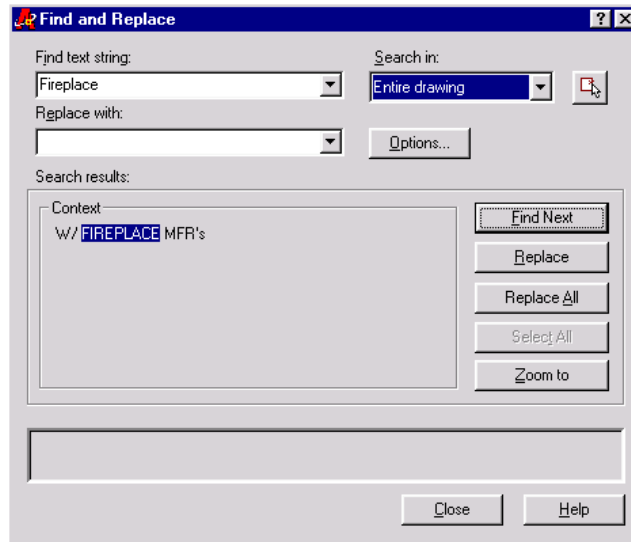 Find and Replace
Find text string:
Search in:
Fireplace
Entire drawing
Replace with:
Options...
Search results:
Context
W/ FIREPLACE MFR's
Find Next
Replace
Replace All
Select All
Zoom to
Close
Help